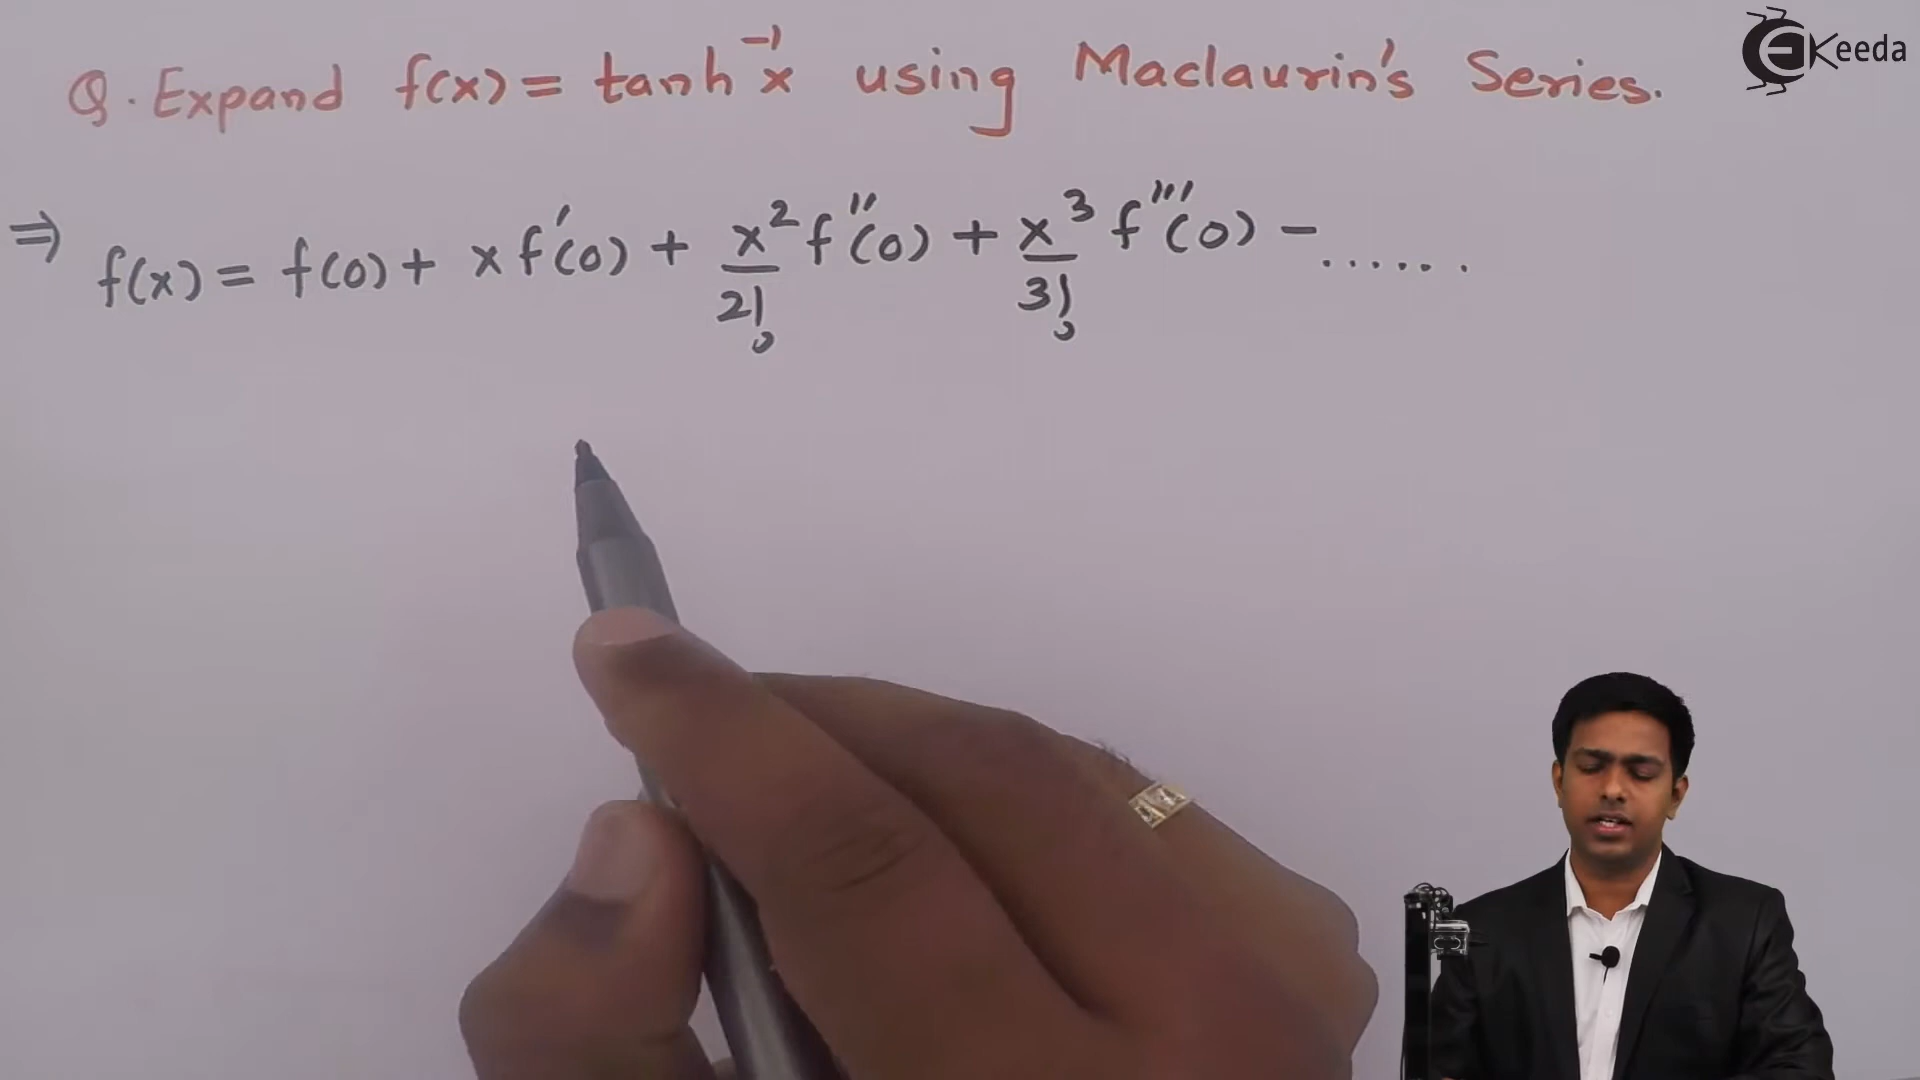 Q. Expand f(x) = tanh⁻¹x using Maclaurin's Series.
⇒ f(x) = f(0) + x f'(0) + x²/2! f''(0) + x³/3! f'''(0) − ......
Keeda